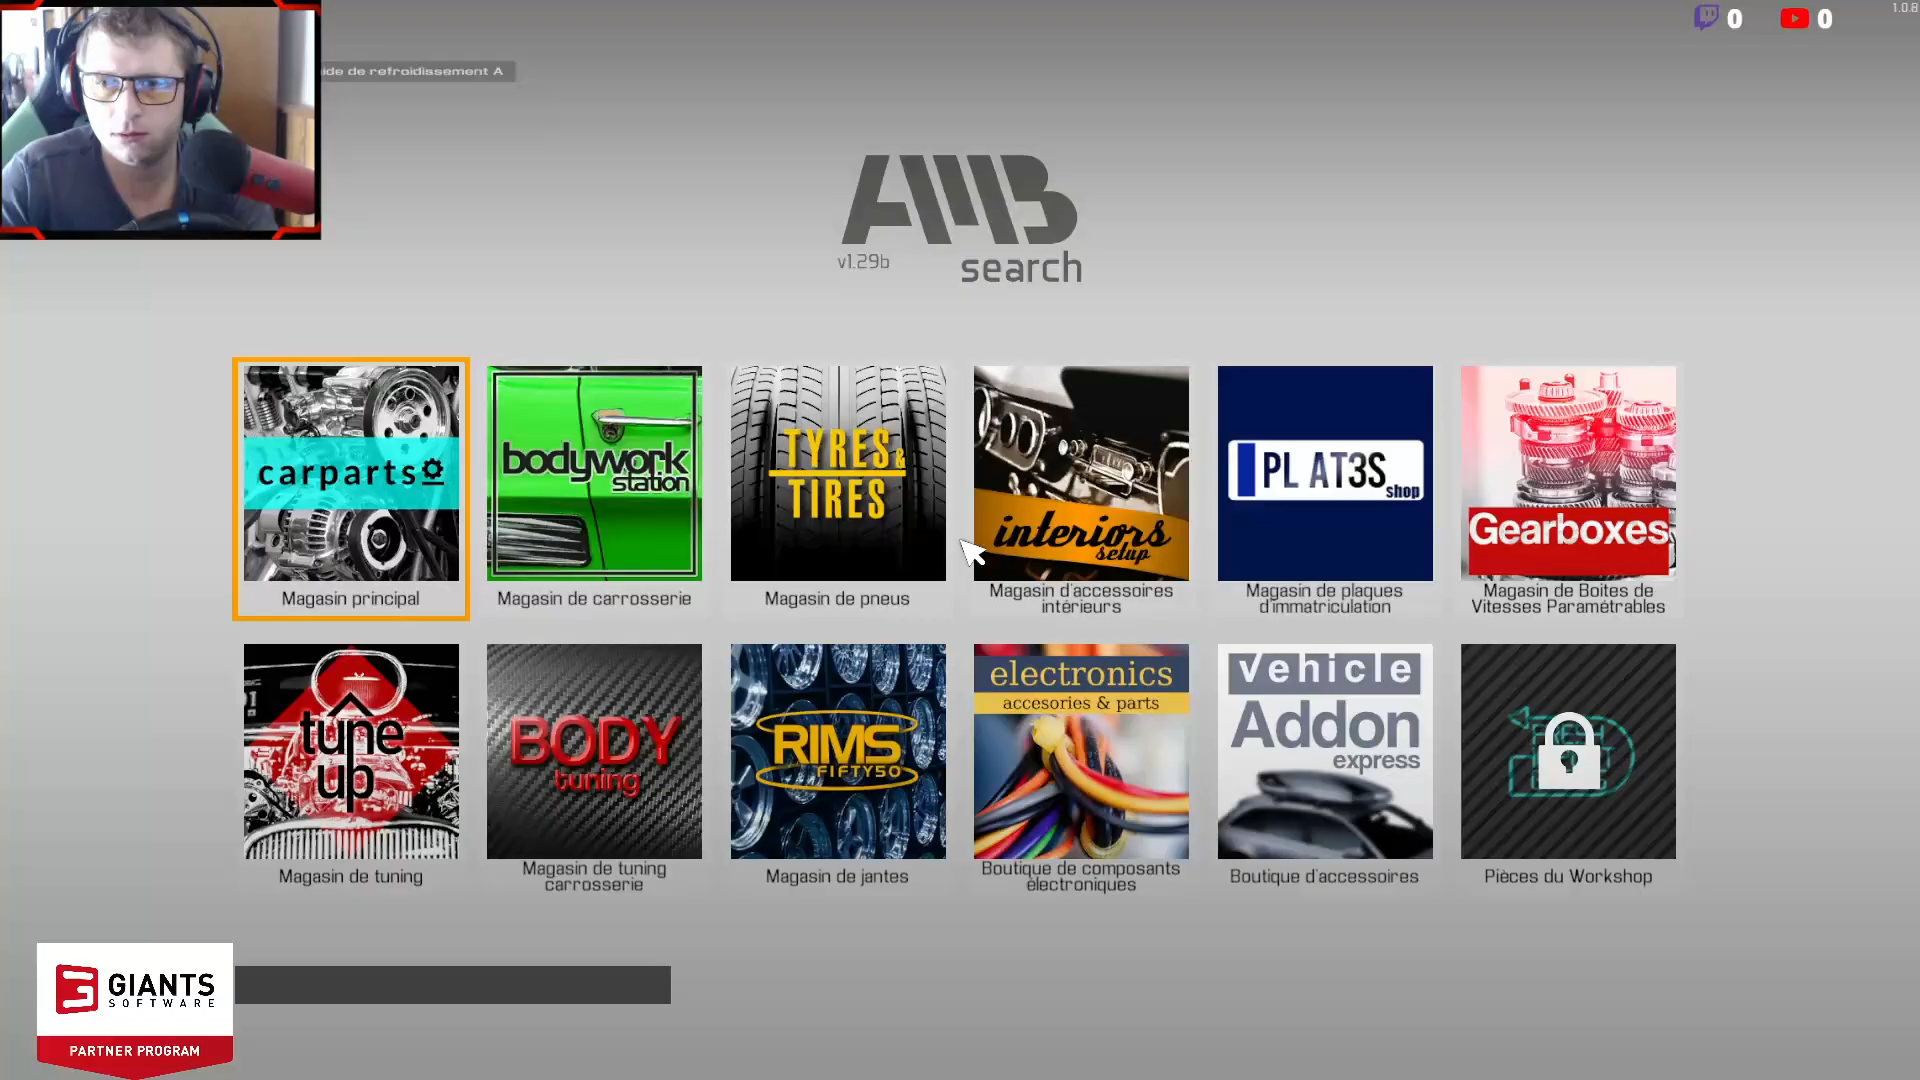 0
0
1.0.8
ide de refroidissement A
AMB
v1.29b
search
carparts
bodywork
station
TYRES &
TIRES
interiors
setup
PL AT3S
shop
Gearboxes
Magasin principal
Magasin de carrosserie
Magasin de pneus
Magasin d'accessoires
intérieurs
Magasin de plaques
d'immatriculation
Magasin de Boites de
Vitesses Paramétrables
tune
up
BODY
tuning
RIMS
FIFTY50
electronics
accesories & parts
vehicle
Addon
express
Magasin de tuning
Magasin de tuning
carrosserie
Magasin de jantes
Boutique de composants
électroniques
Boutique d'accessoires
Pièces du Workshop
GIANTS
SOFTWARE
PARTNER PROGRAM